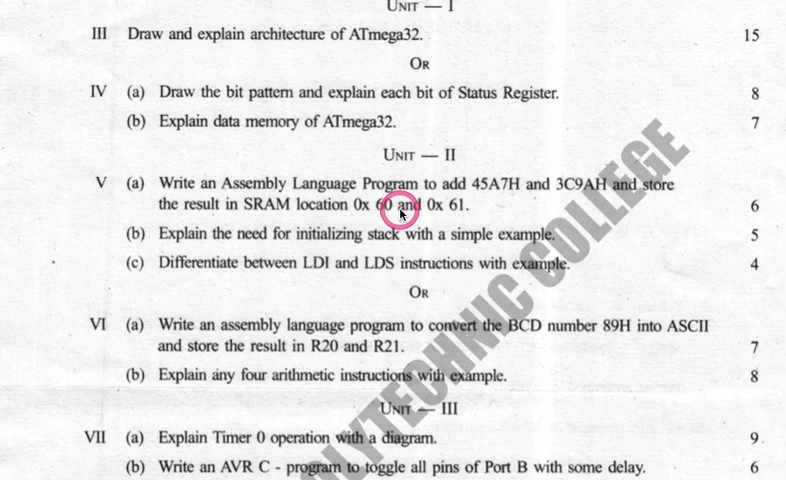 UNIT — I
III Draw and explain architecture of ATmega32. 15
OR
IV (a) Draw the bit pattern and explain each bit of Status Register. 8
(b) Explain data memory of ATmega32. 7
UNIT — II
V (a) Write an Assembly Language Program to add 45A7H and 3C9AH and store
the result in SRAM location 0x 60 and 0x 61. 6
(b) Explain the need for initializing stack with a simple example. 5
(c) Differentiate between LDI and LDS instructions with example. 4
OR
VI (a) Write an assembly language program to convert the BCD number 89H into ASCII
and store the result in R20 and R21. 7
(b) Explain any four arithmetic instructions with example. 8
UNIT — III
VII (a) Explain Timer 0 operation with a diagram. 9
(b) Write an AVR C - program to toggle all pins of Port B with some delay. 6
OLYTECHNIC COLLEGE